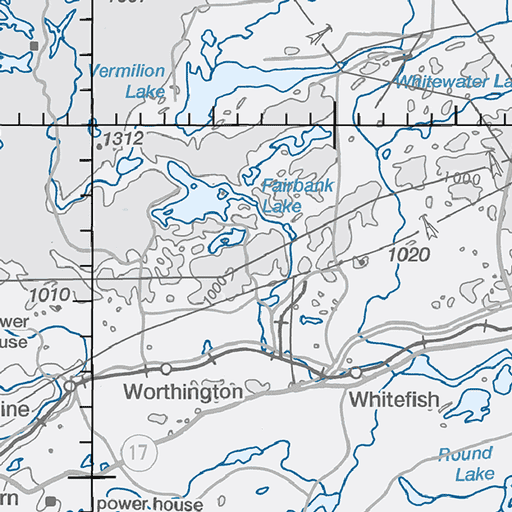 Vermilion
Lake
Whitewater La
1312
Fairbank
Lake
1000
1020
1000
1010
ower
use
Worthington
Whitefish
ine
17
Round
Lake
rn
power house